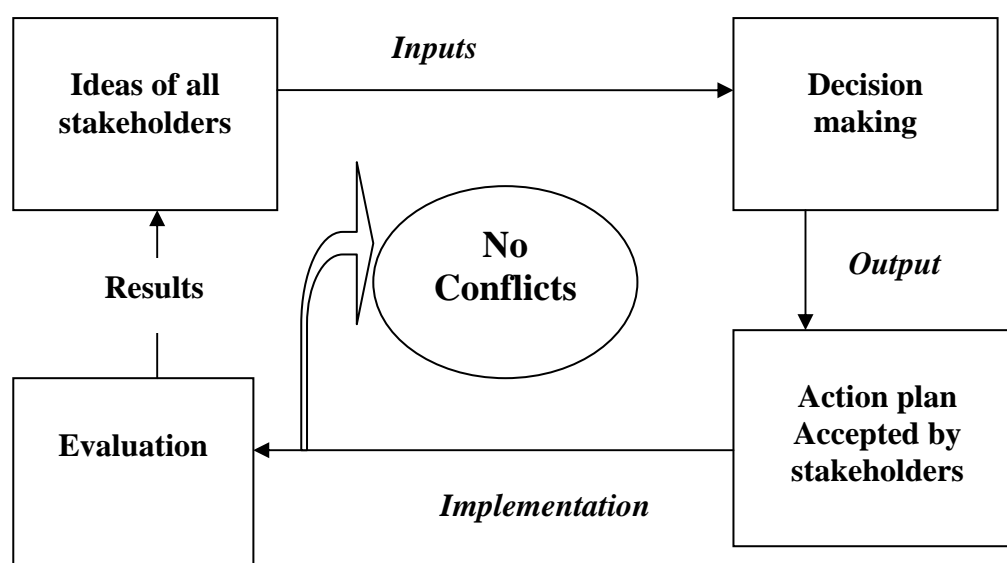 Inputs
Ideas of all
stakeholders
Decision
making
No
Conflicts
Output
Results
Action plan
Accepted by
stakeholders
Evaluation
Implementation